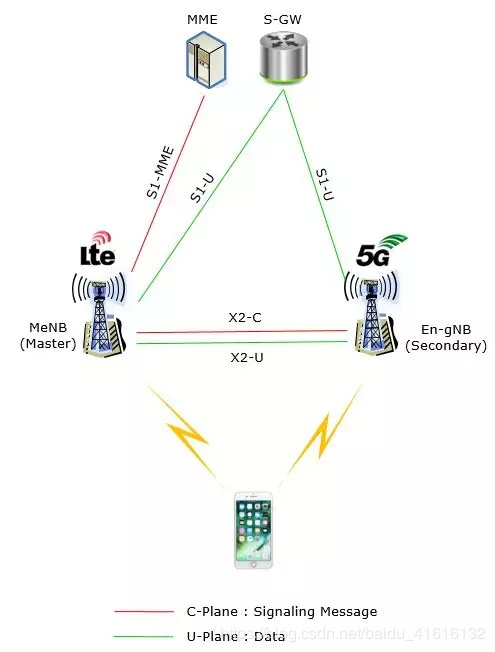 MME
S-GW
S1-MME
S1-U
S1-U
Lte
5G
MeNB
(Master)
X2-C
X2-U
En-gNB
(Secondary)
C-Plane : Signaling Message
U-Plane : Data
https://blog.csdn.net/baidu_41616132